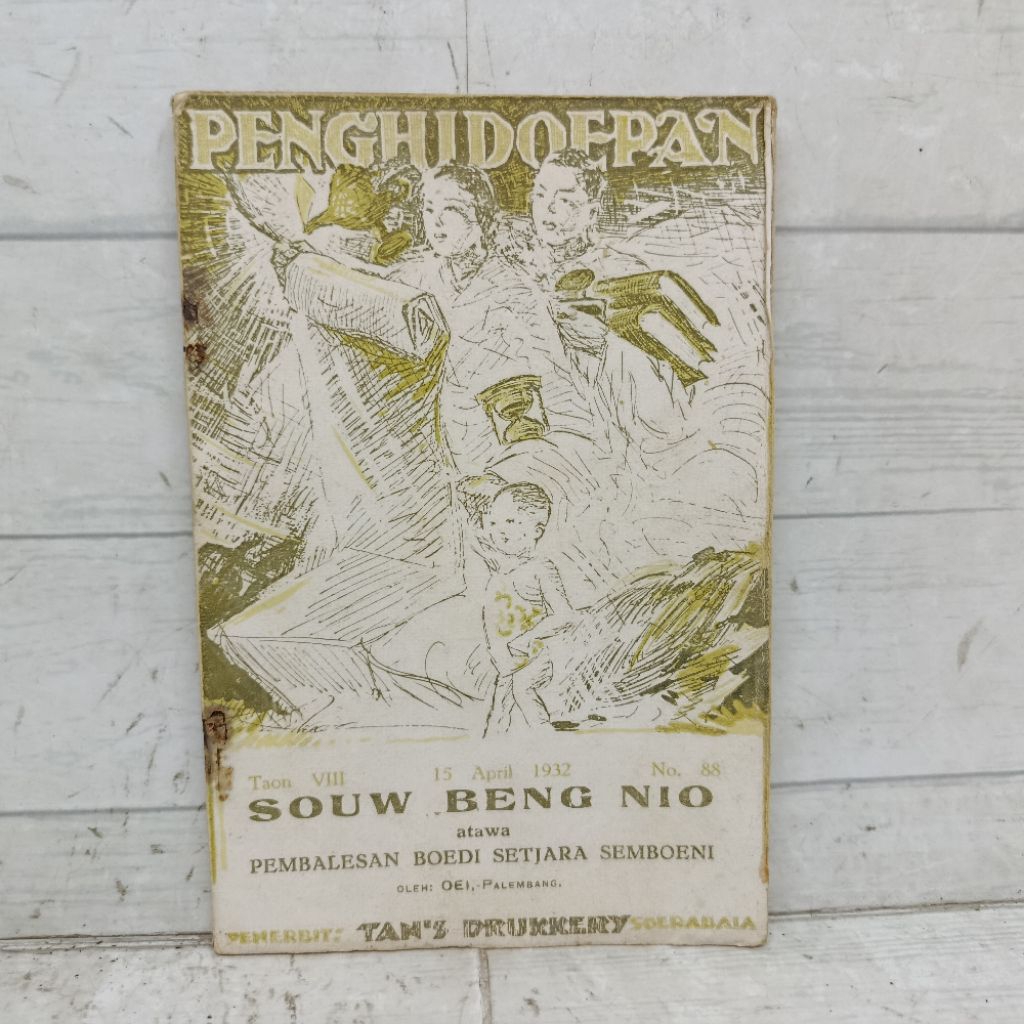 PENGHIDOEPAN
Taon VIII 15 April 1932 No. 88
SOUW BENG NIO
atawa
PEMBALESAN BOEDI SETJARA SEMBOENI
OLEH: OEI,-PALEMBANG.
PENERBIT: TAN'S DRUKKERY SOERABAIA